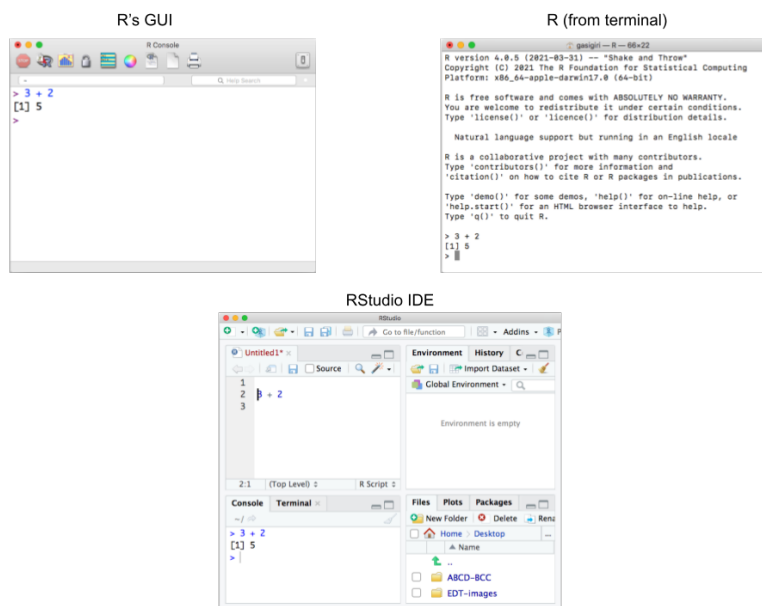 R's GUI
R Console
Help Search
> 3 + 2
[1] 5
>
R (from terminal)
gasigirl — R — 66×22
R version 4.0.5 (2021-03-31) -- "Shake and Throw"
Copyright (C) 2021 The R Foundation for Statistical Computing
Platform: x86_64-apple-darwin17.0 (64-bit)
R is free software and comes with ABSOLUTELY NO WARRANTY.
You are welcome to redistribute it under certain conditions.
Type 'license()' or 'licence()' for distribution details.
Natural language support but running in an English locale
R is a collaborative project with many contributors.
Type 'contributors()' for more information and
'citation()' on how to cite R or R packages in publications.
Type 'demo()' for some demos, 'help()' for on-line help, or
'help.start()' for an HTML browser interface to help.
Type 'q()' to quit R.
> 3 + 2
[1] 5
>
RStudio IDE
RStudio
Go to file/function
Addins
P
Untitled1*
Source
1
2 3 + 2
3
2:1 (Top Level) R Script
Environment History C
Import Dataset
Global Environment
Environment is empty
Console Terminal
~/
> 3 + 2
[1] 5
>
Files Plots Packages
New Folder Delete Rena
Home Desktop ...
Name
..
ABCD-BCC
EDT-images